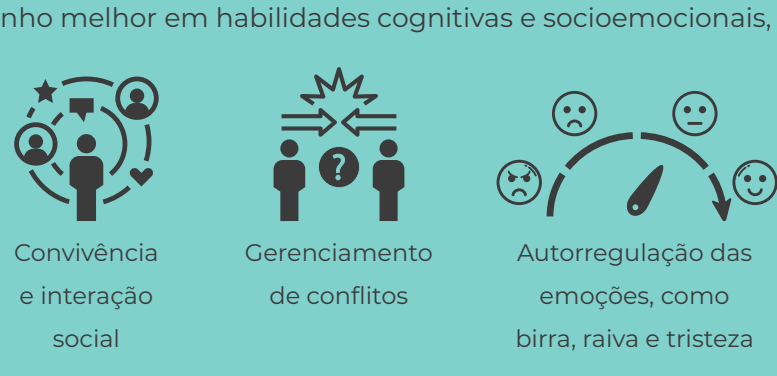 nho melhor em habilidades cognitivas e socioemocionais,
?
Convivência
e interação
social
Gerenciamento
de conflitos
Autorregulação das
emoções, como
birra, raiva e tristeza